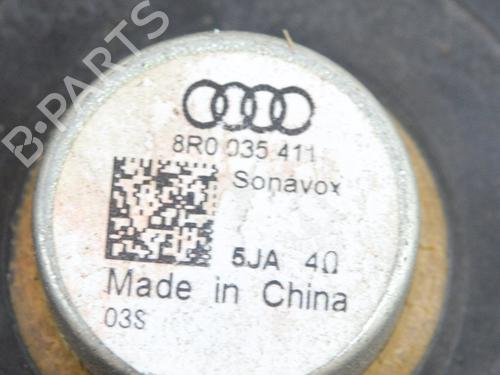 B-PARTS
8R0 035 411
Sonavox
5JA 4Ω
Made in China
03S